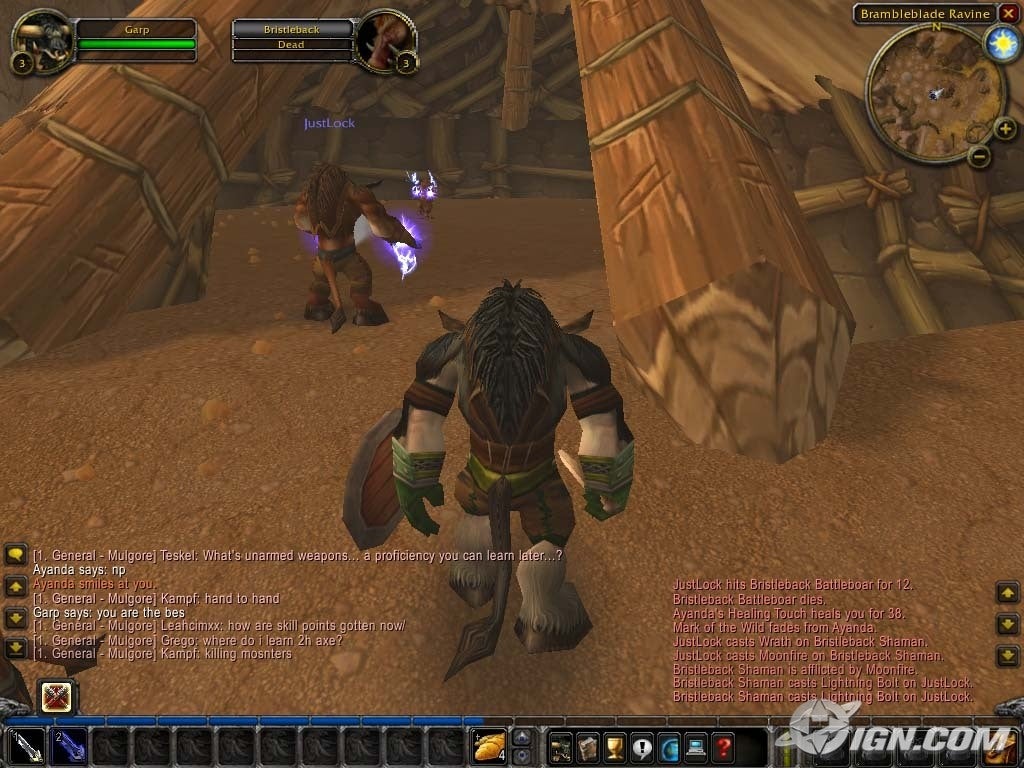 Garp
3
Bristleback
Dead
3
Brambleblade Ravine
N
JustLock
[1. General - Mulgore] Teskel: What's unarmed weapons... a proficiency you can learn later...?
Ayanda says: np
Ayanda smiles at you.
[1. General - Mulgore] Kampf: hand to hand
Garp says: you are the bes
[1. General - Mulgore] Leahcimxx: how are skill points gotten now/
[1. General - Mulgore] Grego: where do i learn 2h axe?
[1. General - Mulgore] Kampf: killing mosnters
JustLock hits Bristleback Battleboar for 12.
Bristleback Battleboar dies.
Ayanda's Healing Touch heals you for 38.
Mark of the Wild fades from Ayanda.
JustLock casts Wrath on Bristleback Shaman.
JustLock casts Moonfire on Bristleback Shaman.
Bristleback Shaman is afflicted by Moonfire.
Bristleback Shaman casts Lightning Bolt on JustLock.
Bristleback Shaman casts Lightning Bolt on JustLock.
1
2
4
IGN.COM